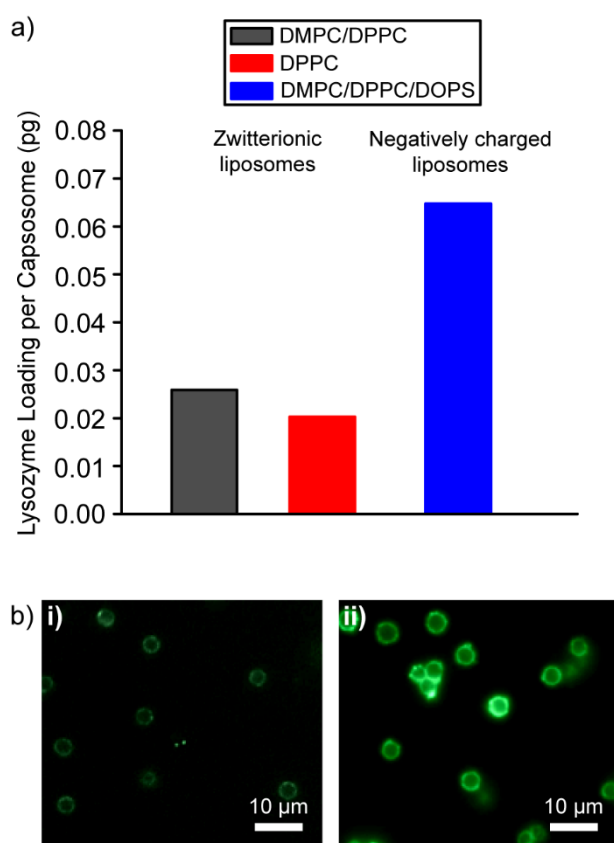 a)
DMPC/DPPC
DPPC
DMPC/DPPC/DOPS
Lysozyme Loading per Capsosome (pg)
0.08
0.07
0.06
0.05
0.04
0.03
0.02
0.01
0.00
Zwitterionic
liposomes
Negatively charged
liposomes
b)
i)
10 µm
ii)
10 µm